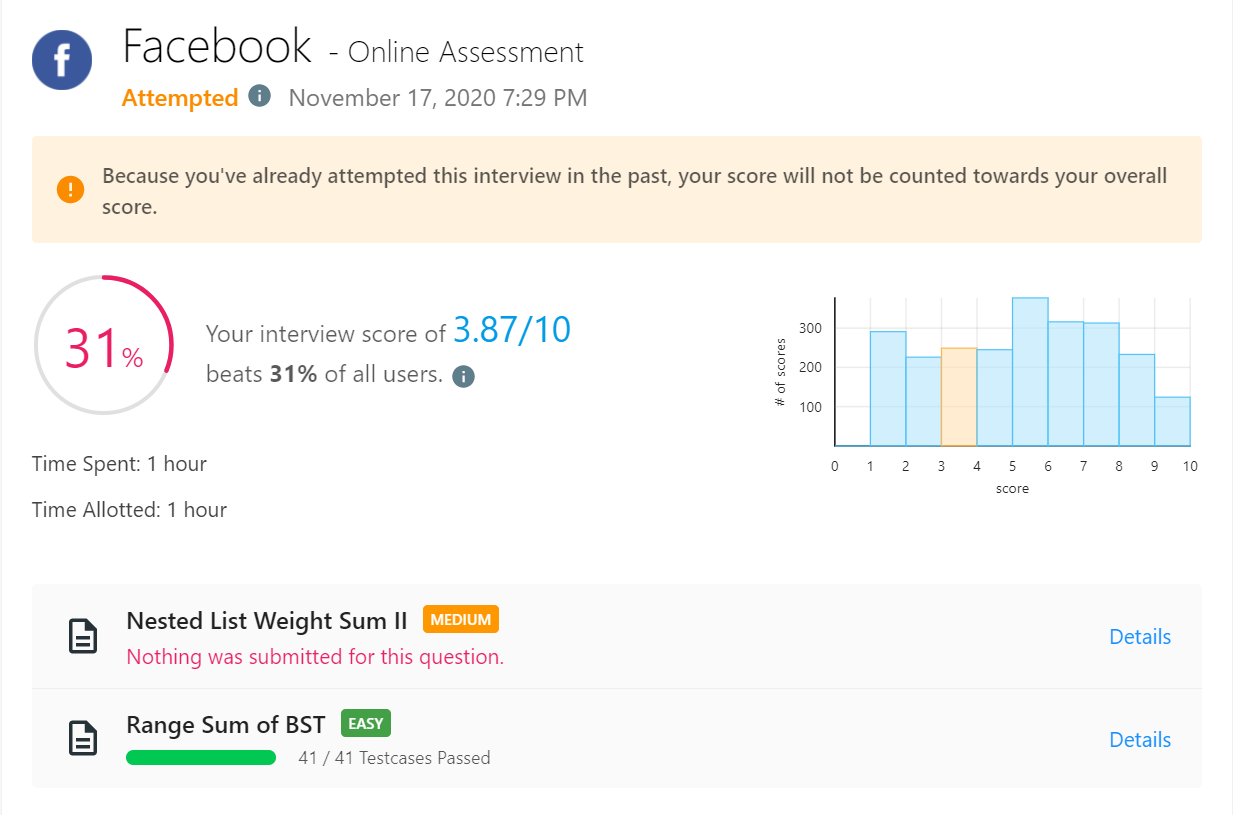 f
Facebook - Online Assessment
Attempted i November 17, 2020 7:29 PM
! Because you've already attempted this interview in the past, your score will not be counted towards your overall
score.
31%
Your interview score of 3.87/10
beats 31% of all users. i
Time Spent: 1 hour
Time Allotted: 1 hour
# of scores
300
200
100
0 1 2 3 4 5 6 7 8 9 10
score
Nested List Weight Sum II MEDIUM
Nothing was submitted for this question.
Details
Range Sum of BST EASY
41 / 41 Testcases Passed
Details